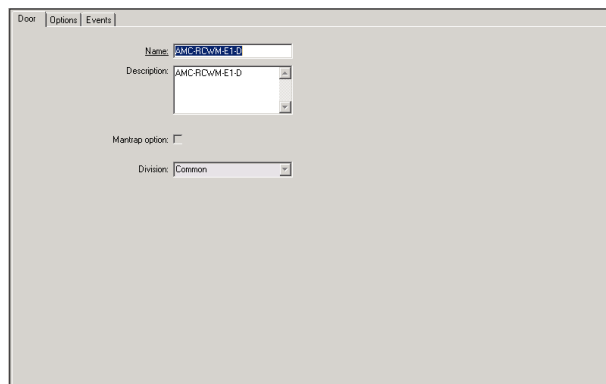 Door Options Events
Name: AMC-RCWM-E1-D
Description: AMC-RCWM-E1-D
Mantrap option:
Division: Common